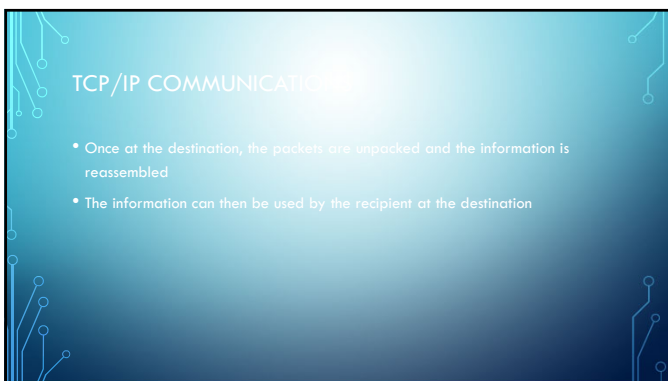 TCP/IP COMMUNICATION
• Once at the destination, the packets are unpacked and the information is
reassembled
• The information can then be used by the recipient at the destination